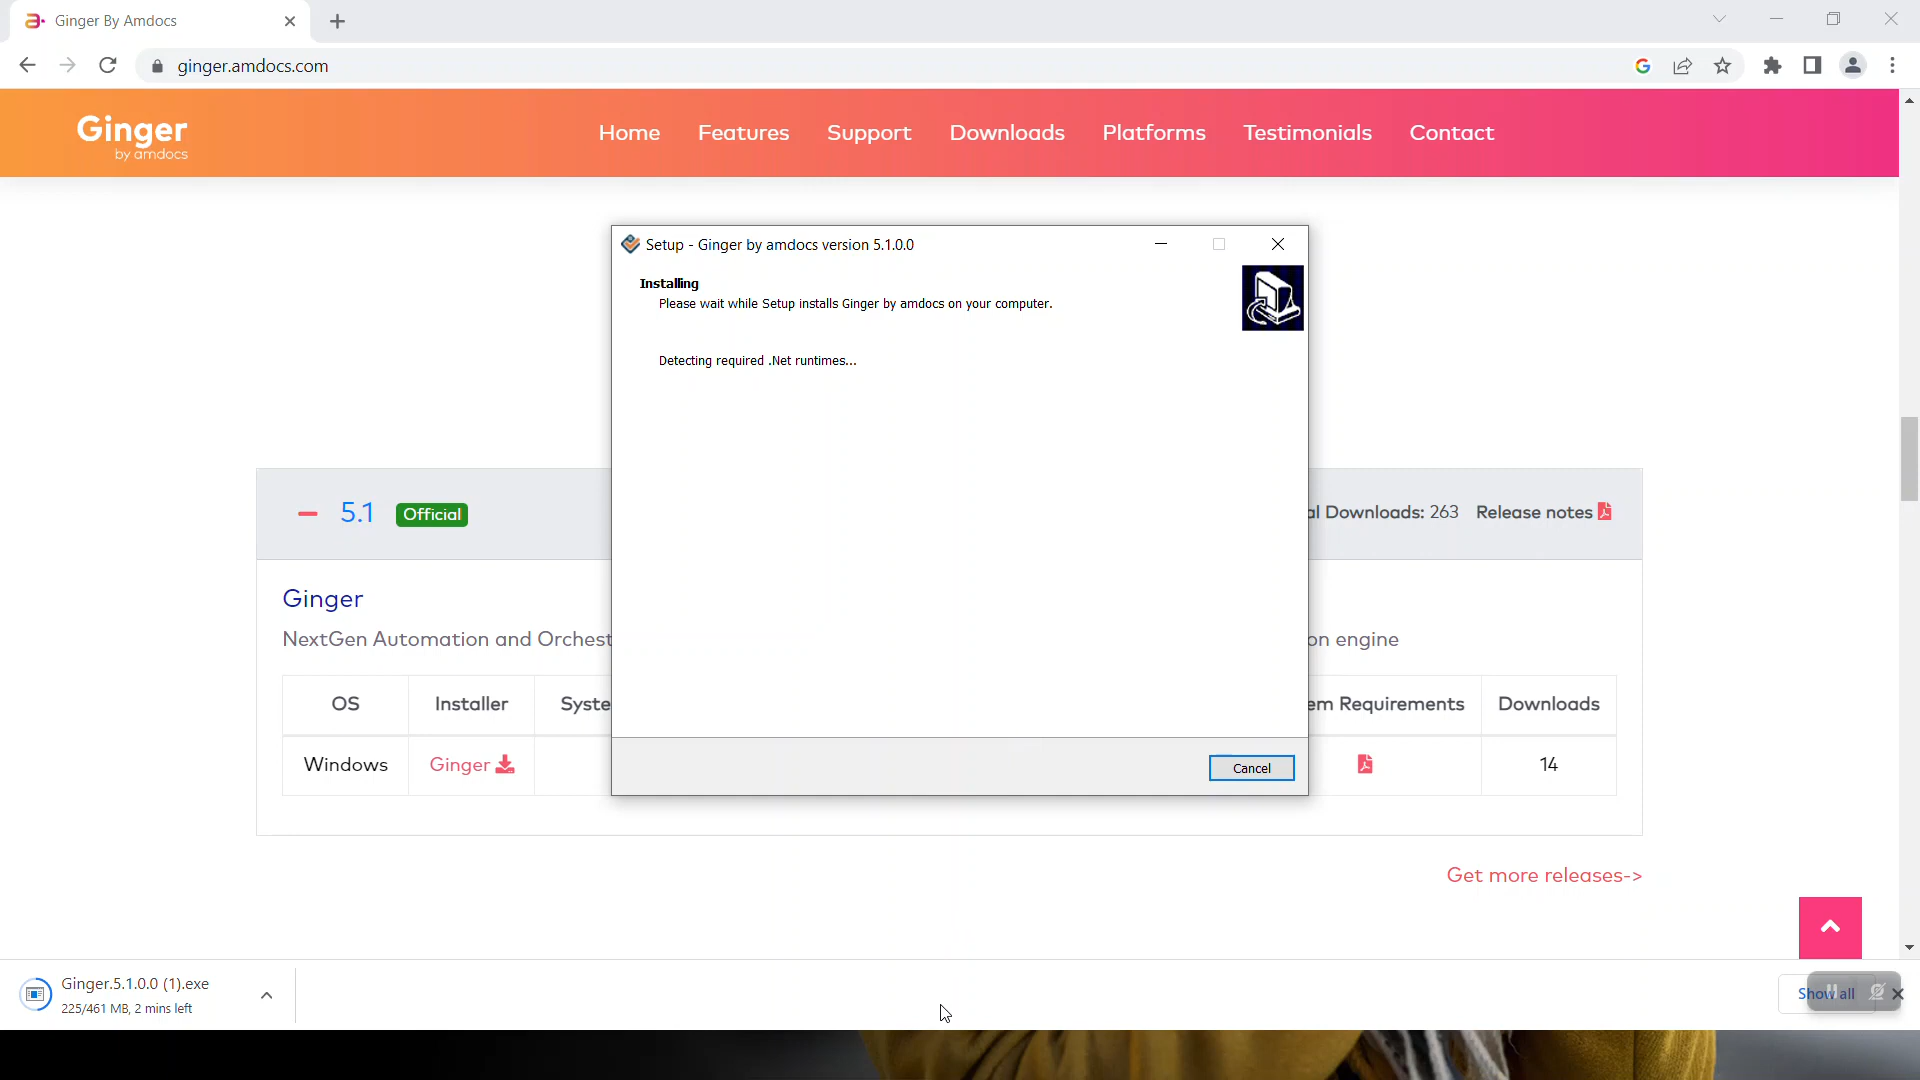 Ginger By Amdocs
ginger.amdocs.com
Ginger
by amdocs
Home Features Support Downloads Platforms Testimonials Contact
Setup - Ginger by amdocs version 5.1.0.0
Installing
Please wait while Setup installs Ginger by amdocs on your computer.
Detecting required .Net runtimes...
5.1 Official
al Downloads: 263 Release notes
Ginger
NextGen Automation and Orchest
on engine
OS Installer Syste
em Requirements Downloads
Windows Ginger
14
Cancel
Get more releases->
Ginger.5.1.0.0 (1).exe
225/461 MB, 2 mins left
Show all